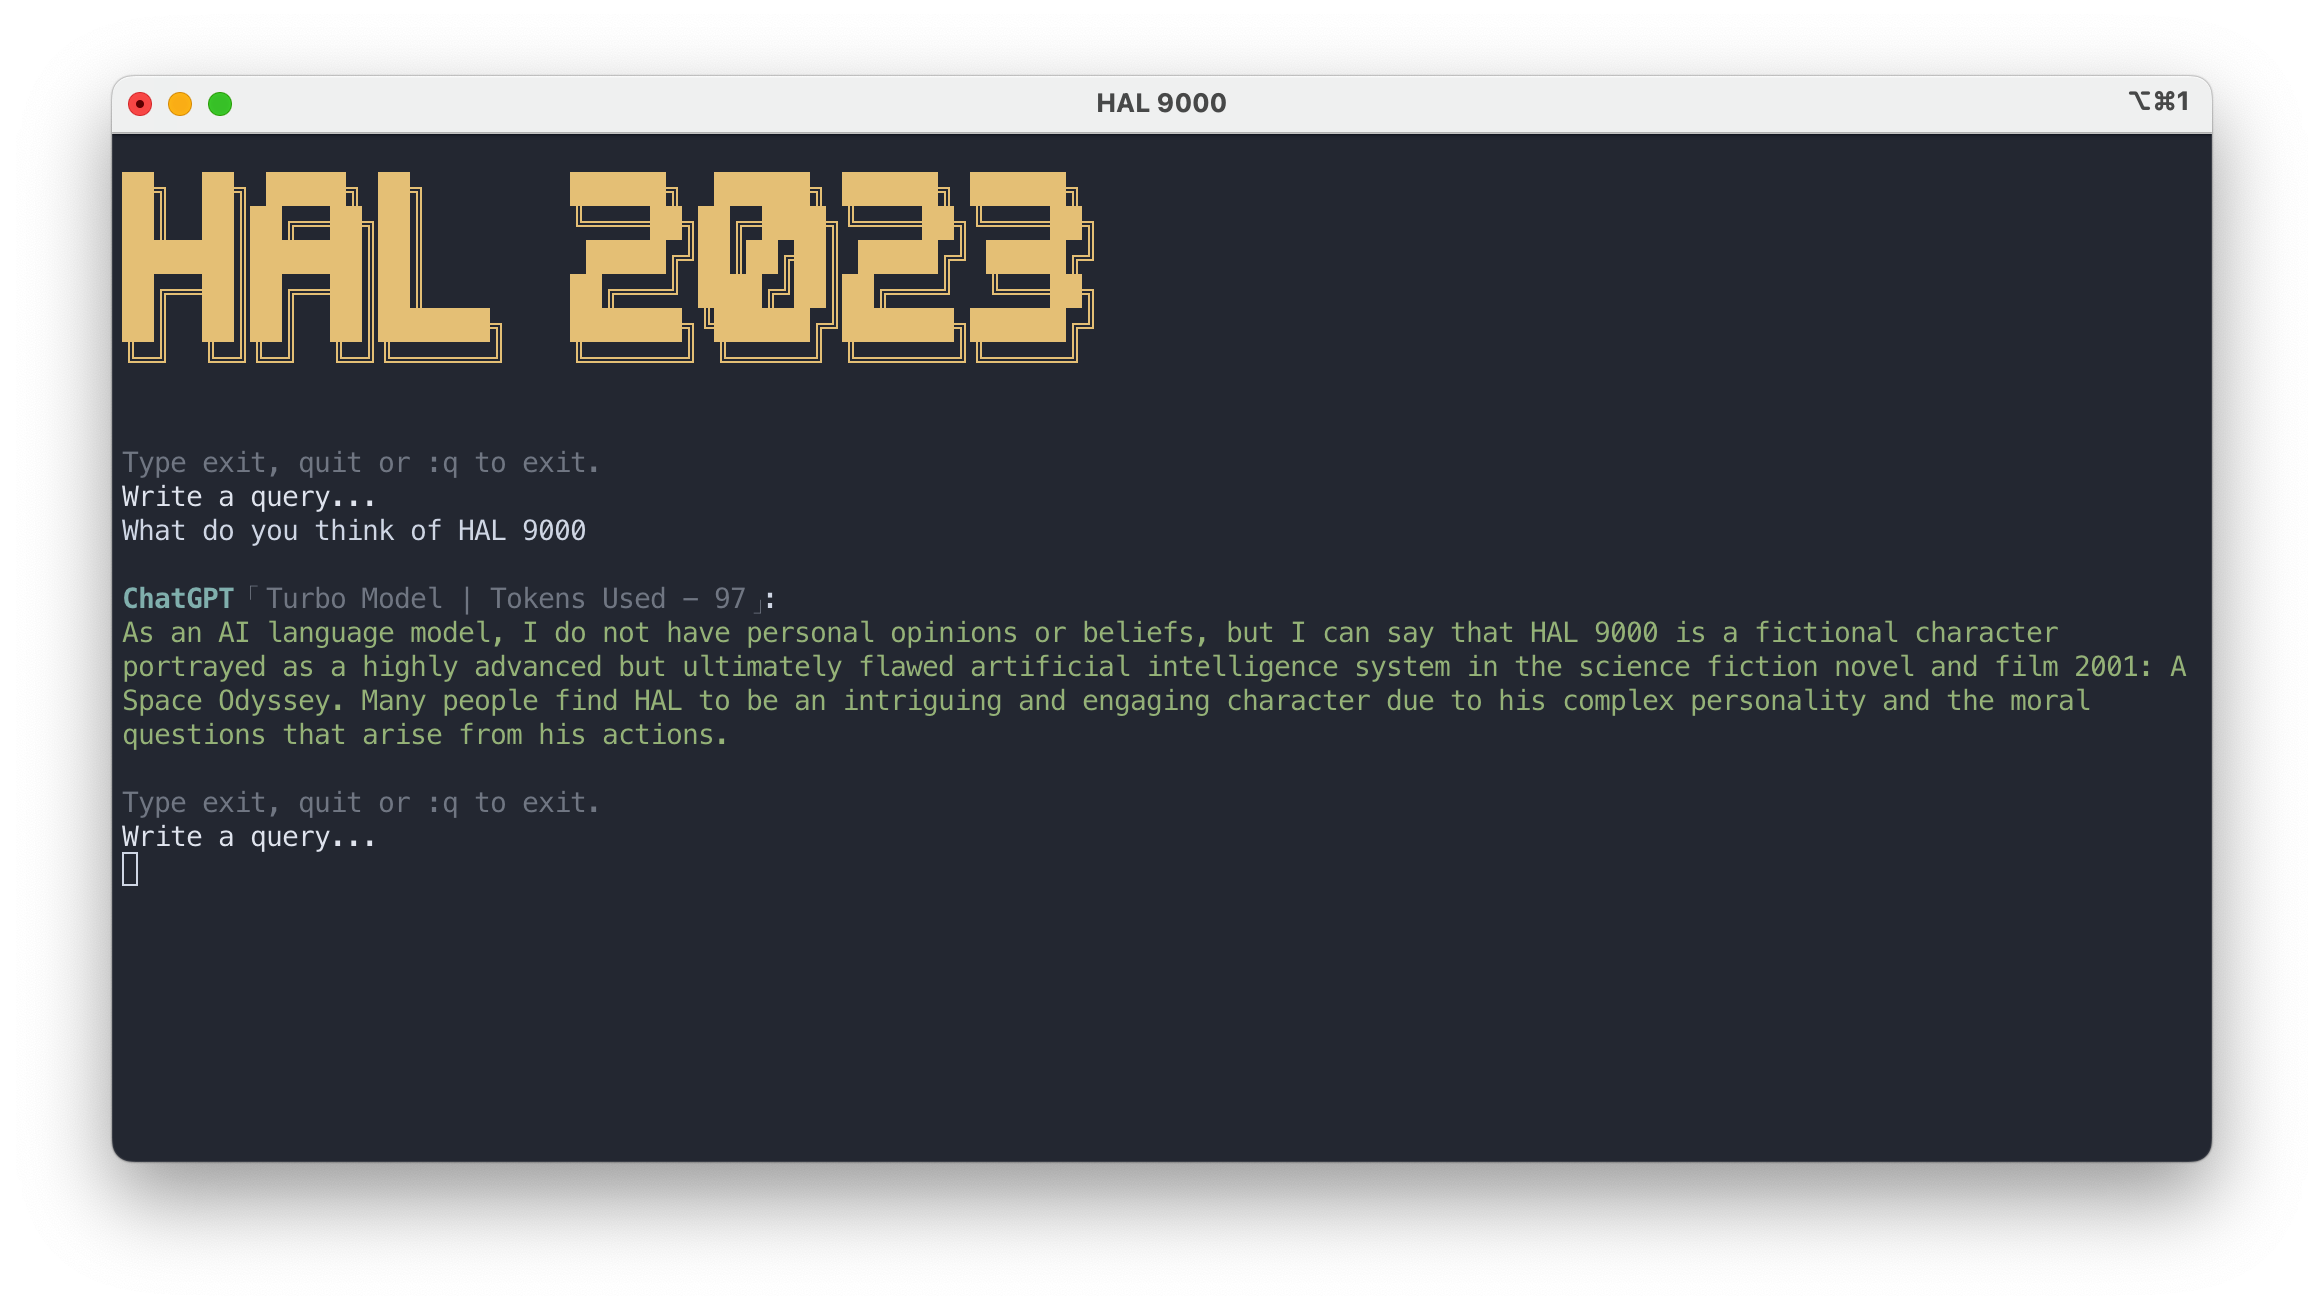 HAL 9000
⌥⌘1
HAL 2023
Type exit, quit or :q to exit.
Write a query...
What do you think of HAL 9000
ChatGPT「Turbo Model | Tokens Used – 97」:
As an AI language model, I do not have personal opinions or beliefs, but I can say that HAL 9000 is a fictional character
portrayed as a highly advanced but ultimately flawed artificial intelligence system in the science fiction novel and film 2001: A
Space Odyssey. Many people find HAL to be an intriguing and engaging character due to his complex personality and the moral
questions that arise from his actions.
Type exit, quit or :q to exit.
Write a query...